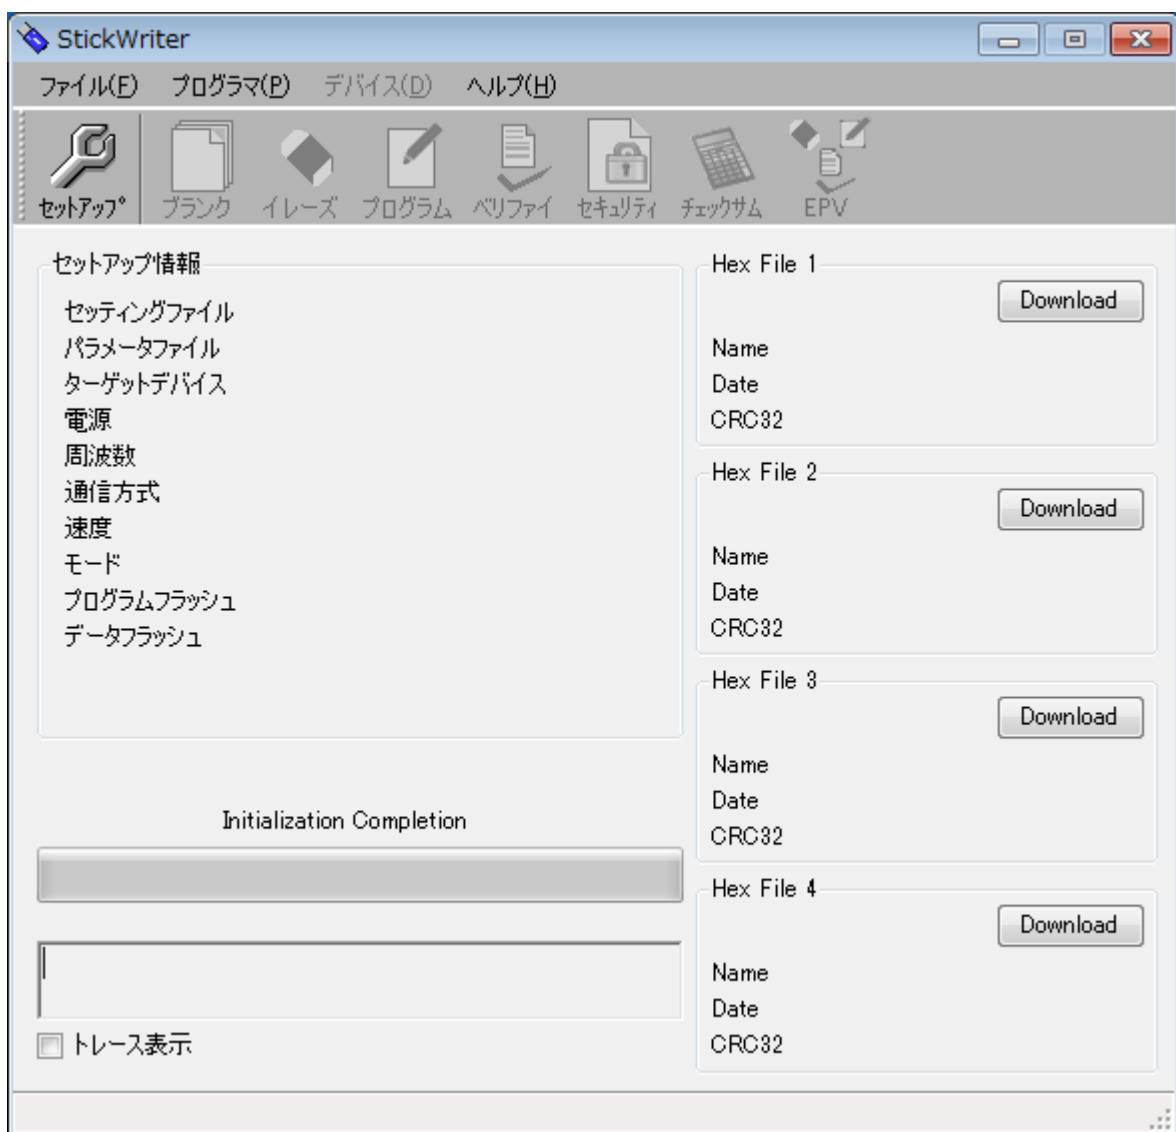 StickWriter
ファイル(F) プログラマ(P) デバイス(D) ヘルプ(H)
セットアップ ブランク イレーズ プログラム ベリファイ セキュリティ チェックサム EPV
セットアップ情報
セッティングファイル
パラメータファイル
ターゲットデバイス
電源
周波数
通信方式
速度
モード
プログラムフラッシュ
データフラッシュ
Initialization Completion
トレース表示
Hex File 1
Download
Name
Date
CRC32
Hex File 2
Download
Name
Date
CRC32
Hex File 3
Download
Name
Date
CRC32
Hex File 4
Download
Name
Date
CRC32